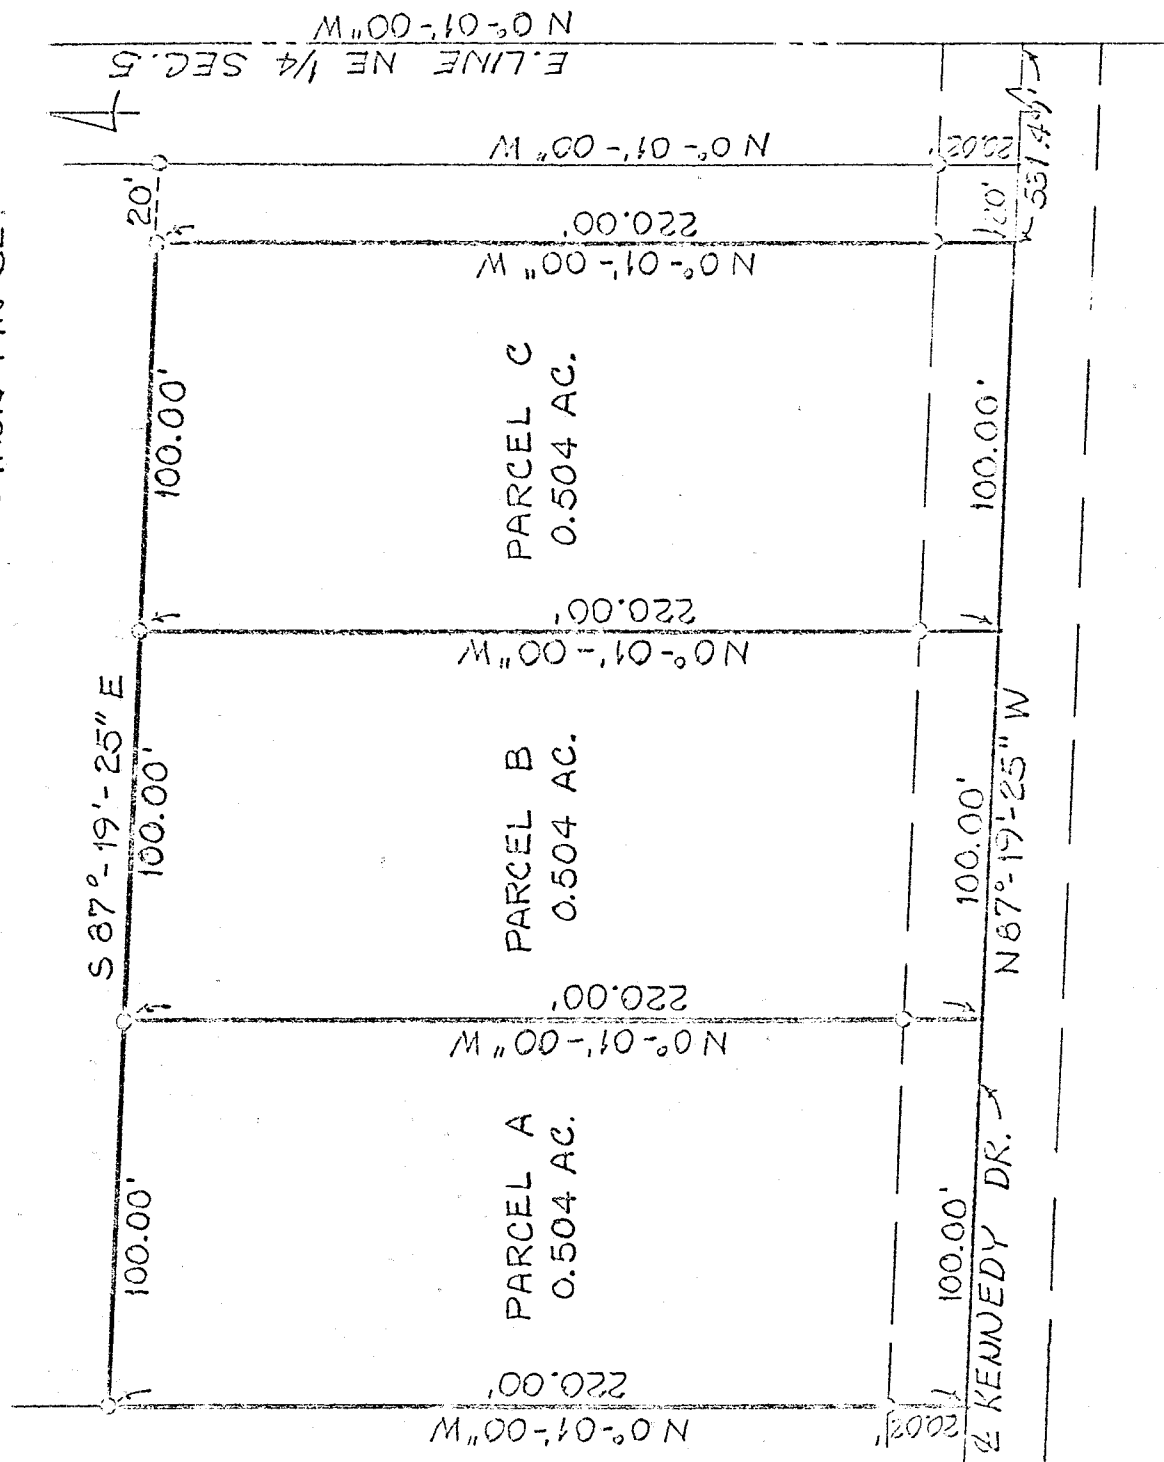 N 0°-01'-00" W
E. LINE NE 1/4 SEC. 5
N 0°-01'-00" W
20.02'
20'
220.00'
N 0°-01'-00" W
20'
100.00'
PARCEL C
0.504 AC.
100.00'
220.00'
N 0°-01'-00" W
S 87°-19'-25" E
100.00'
PARCEL B
0.504 AC.
100.00'
N 87°-19'-25" W
220.00'
N 0°-01'-00" W
100.00'
PARCEL A
0.504 AC.
100.00'
℄ KENNEDY DR.
220.00'
N 0°-01'-00" W
20.02'